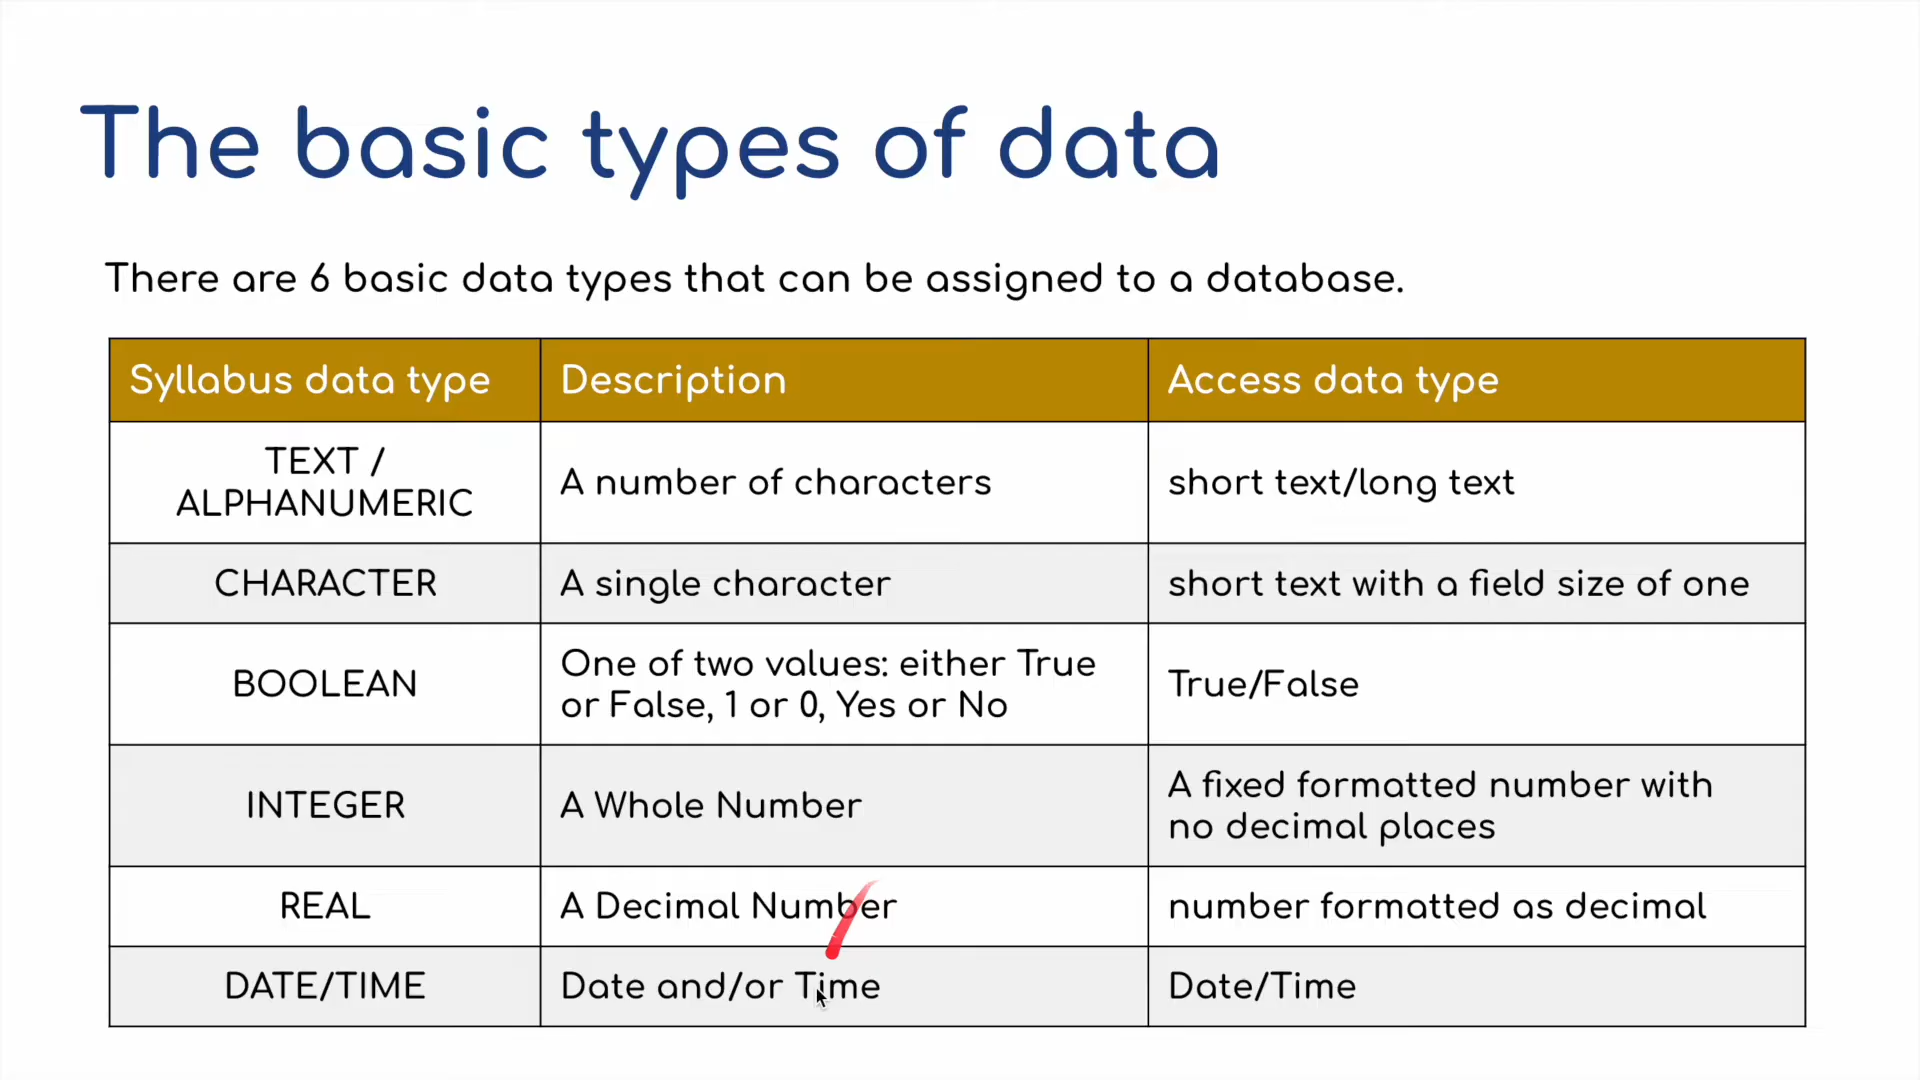 The basic types of data
There are 6 basic data types that can be assigned to a database.
Syllabus data type
Description
Access data type
TEXT /
ALPHANUMERIC
A number of characters
short text/long text
CHARACTER
A single character
short text with a field size of one
BOOLEAN
One of two values: either True
or False, 1 or 0, Yes or No
True/False
INTEGER
A Whole Number
A fixed formatted number with
no decimal places
REAL
A Decimal Number
number formatted as decimal
DATE/TIME
Date and/or Time
Date/Time